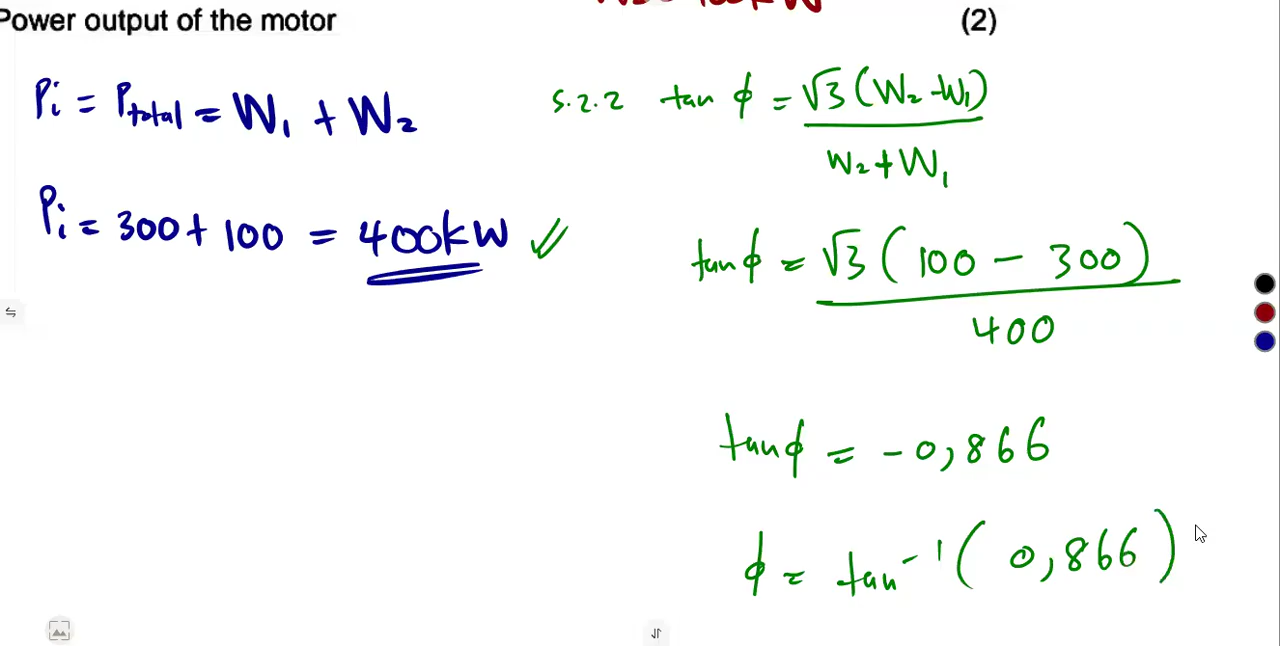 Power output of the motor (2)
Pi = Ptotal = W1 + W2
Pi = 300 + 100 = 400kW
5.2.2 tan ϕ = √3 (W2 - W1)
W2 + W1
tan ϕ = √3 (100 - 300)
400
tan ϕ = -0,866
ϕ = tan⁻¹ (0,866)